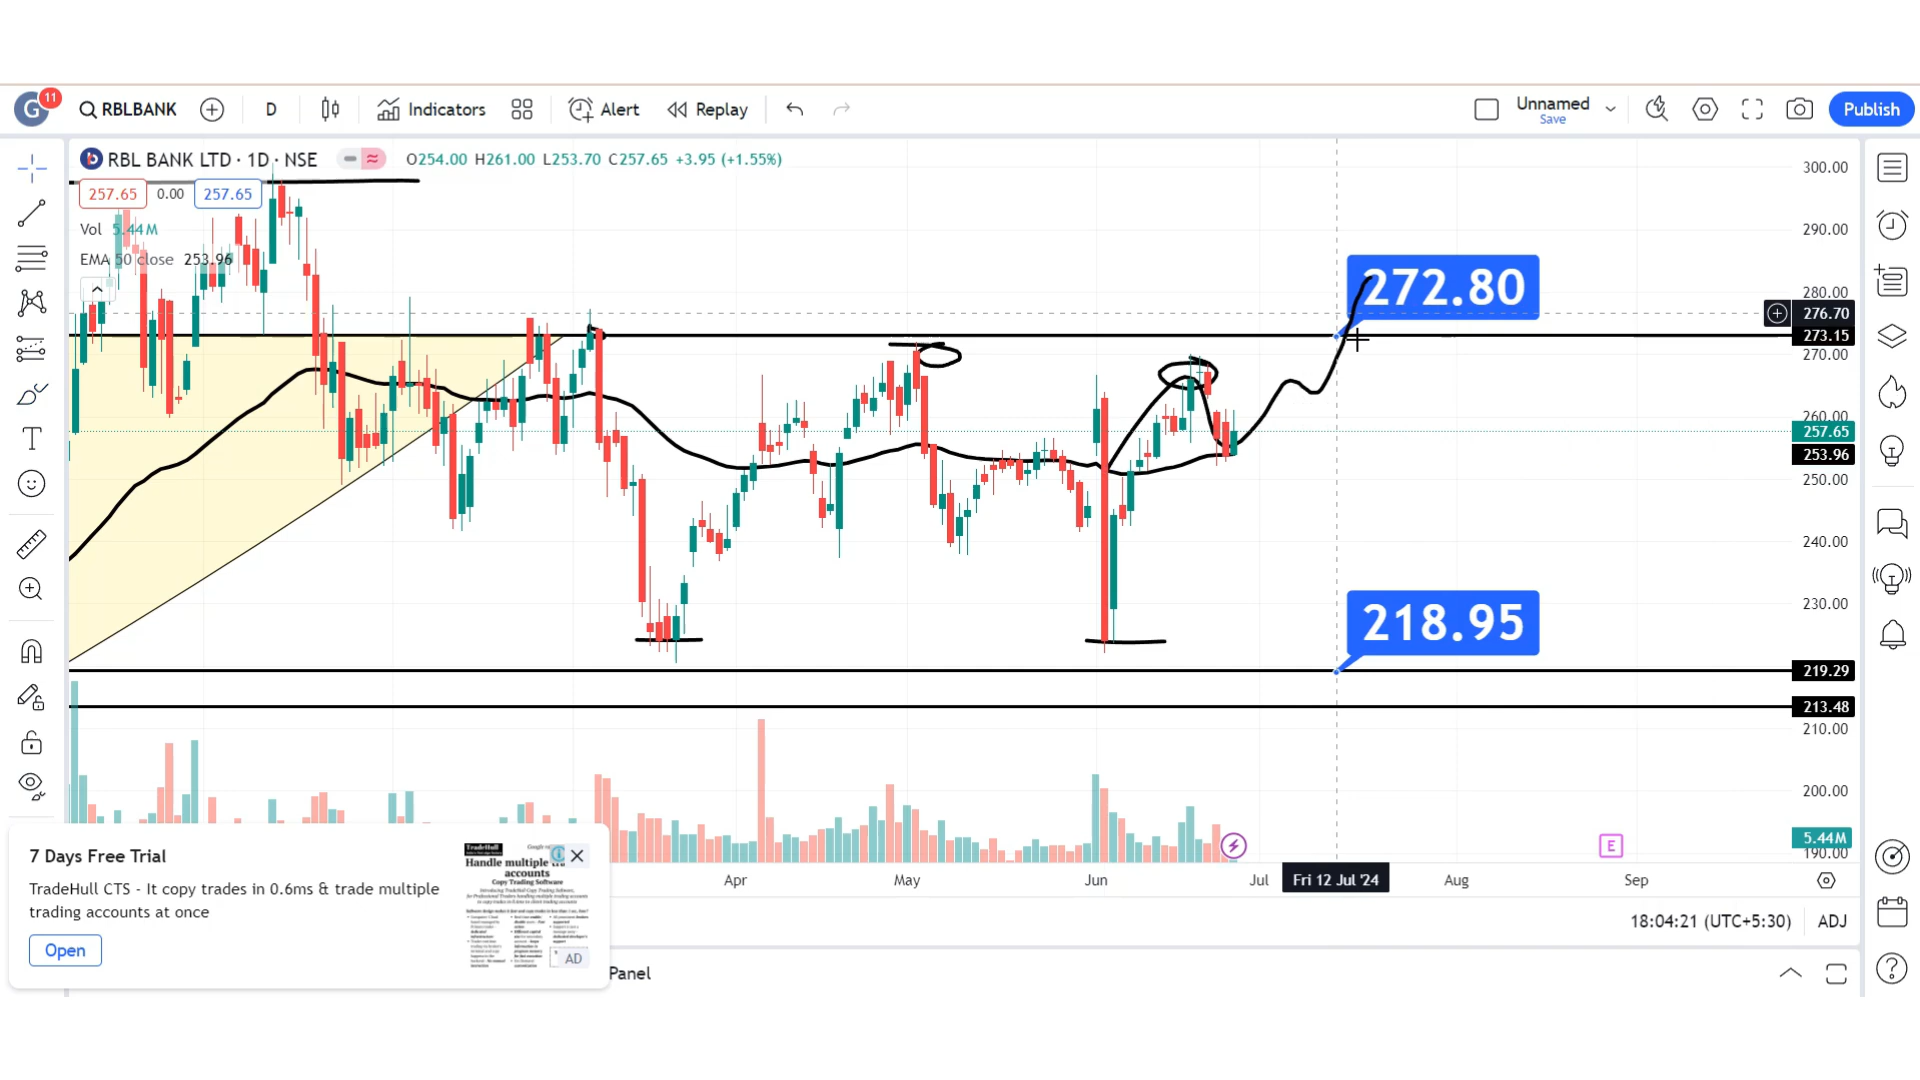 G 11 RBLBANK D Indicators Alert Replay Unnamed Save Publish
RBL BANK LTD · 1D · NSE O254.00 H261.00 L253.70 C257.65 +3.95 (+1.55%)
257.65 0.00 257.65
Vol 5.44M
EMA 50 close 253.96
300.00
290.00
280.00
276.70
273.15
270.00
260.00
257.65
253.96
250.00
240.00
230.00
219.29
213.48
210.00
200.00
5.44M
190.00
272.80
218.95
E
Apr May Jun Jul Fri 12 Jul '24 Aug Sep
18:04:21 (UTC+5:30) ADJ
Panel
7 Days Free Trial
TradeHull CTS - It copy trades in 0.6ms & trade multiple
trading accounts at once
Open
TradeHull
Handle multiple
accounts
Copy Trading Software
AD